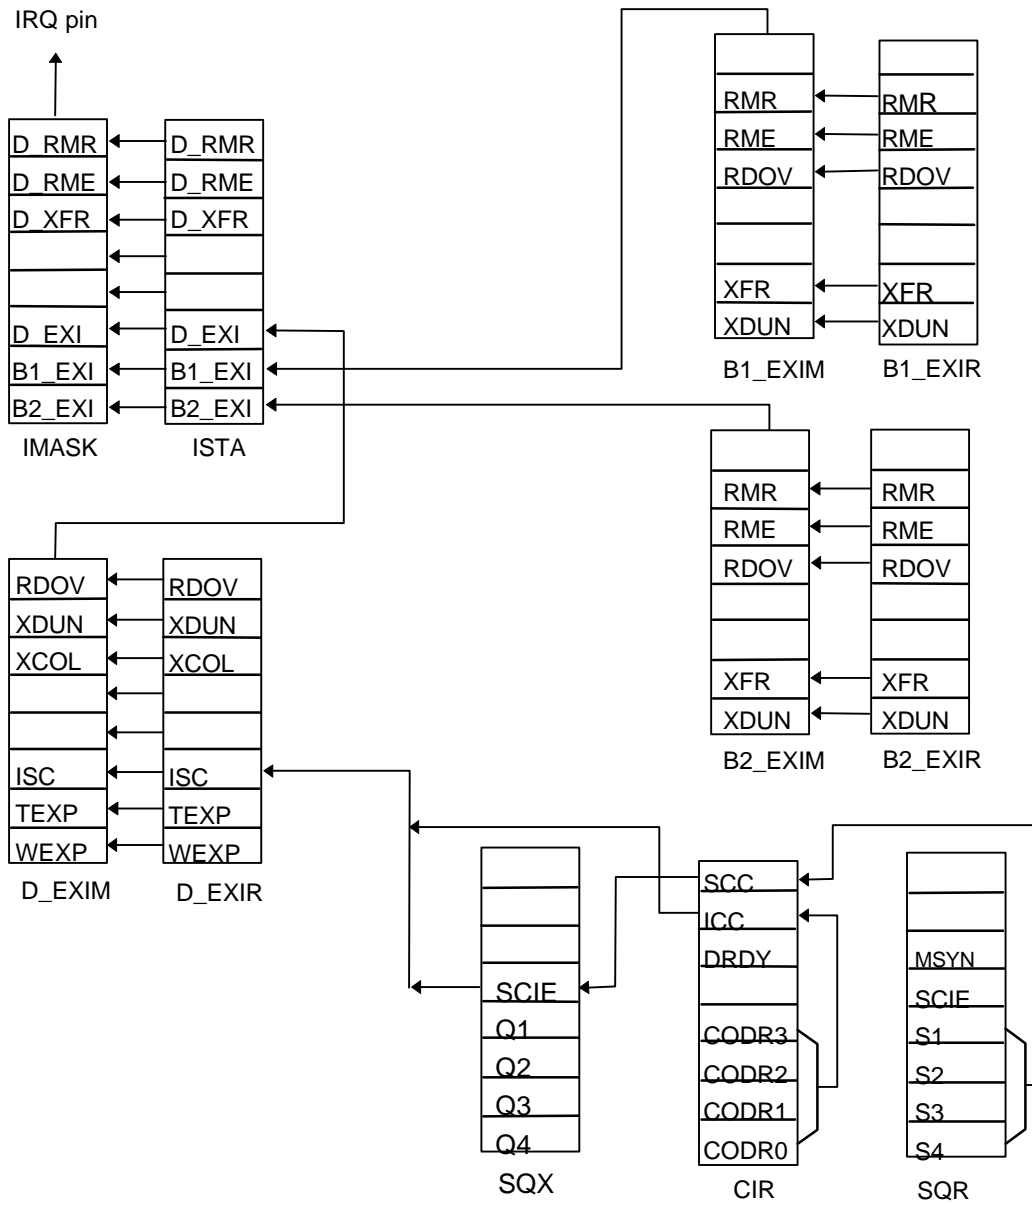 IRQ pin
D_RMR
D_RME
D_XFR
D_EXI
B1_EXI
B2_EXI
IMASK
D_RMR
D_RME
D_XFR
D_EXI
B1_EXI
B2_EXI
ISTA
RMR
RME
RDOV
XFR
XDUN
B1_EXIM
RMR
RME
RDOV
XFR
XDUN
B1_EXIR
RMR
RME
RDOV
XFR
XDUN
B2_EXIM
RMR
RME
RDOV
XFR
XDUN
B2_EXIR
RDOV
XDUN
XCOL
ISC
TEXP
WEXP
D_EXIM
RDOV
XDUN
XCOL
ISC
TEXP
WEXP
D_EXIR
SCIE
Q1
Q2
Q3
Q4
SQX
SCC
ICC
DRDY
CODR3
CODR2
CODR1
CODR0
CIR
MSYN
SCIE
S1
S2
S3
S4
SQR